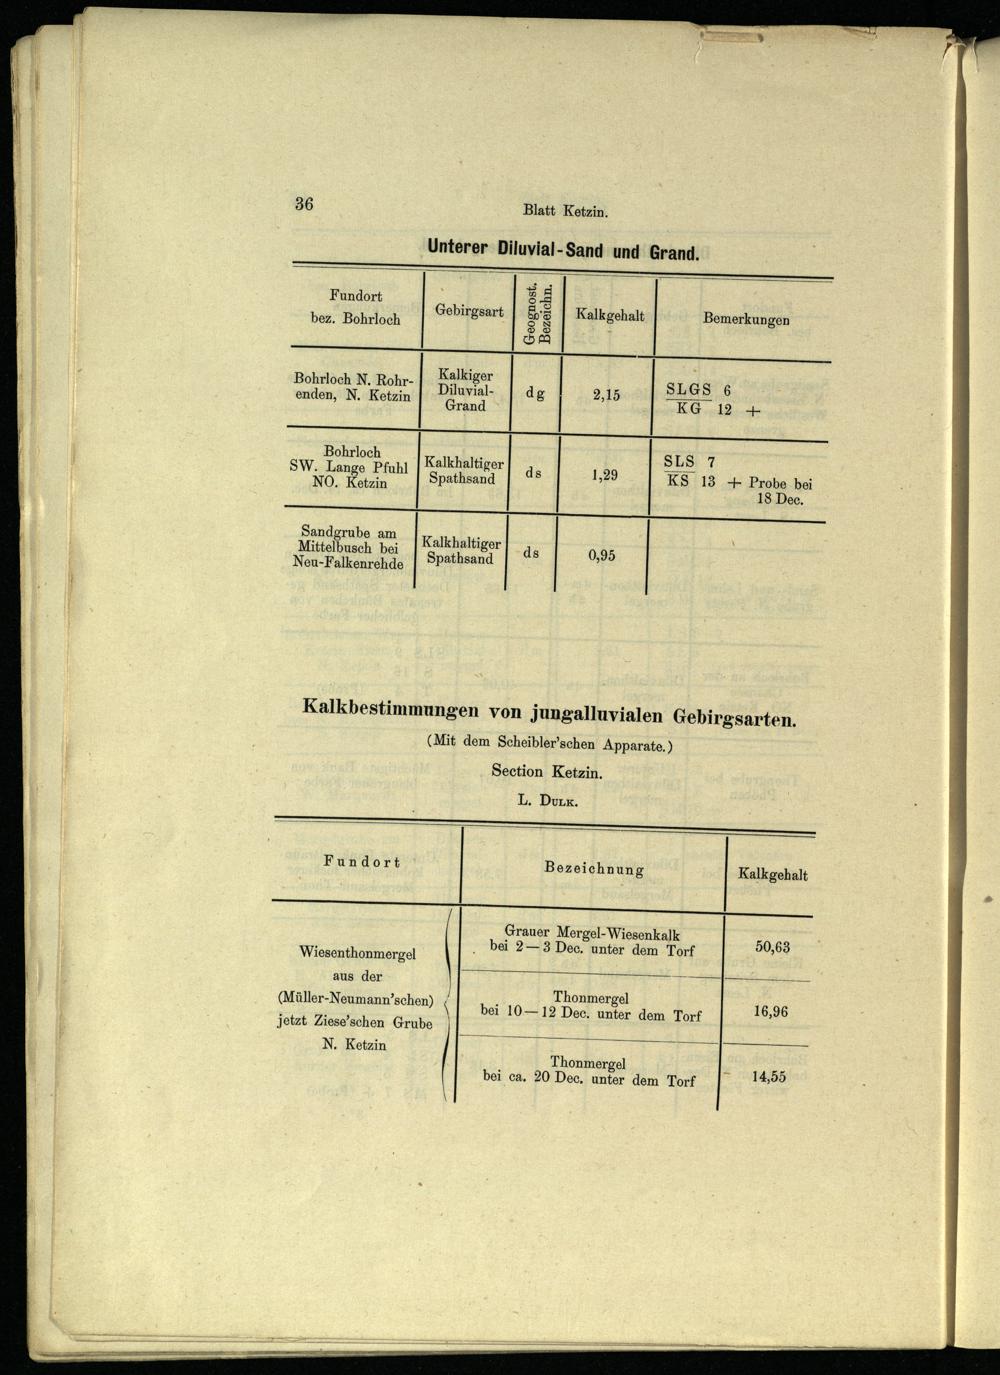 36
Blatt Ketzin.
Unterer Diluvial-Sand und Grand.
Fundort
bez. Bohrloch
Gebirgsart
Geognost.
Bezeichn.
Kalkgehalt
Bemerkungen
Bohrloch N. Rohr-
enden, N. Ketzin
Kalkiger
Diluvial-
Grand
dg
2,15
SLGS 6
KG 12 +
Bohrloch
SW. Lange Pfuhl
NO. Ketzin
Kalkhaltiger
Spathsand
ds
1,29
SLS 7
KS 13 + Probe bei
18 Dec.
Sandgrube am
Mittelbusch bei
Neu-Falkenrehde
Kalkhaltiger
Spathsand
ds
0,95
Kalkbestimmungen von jungalluvialen Gebirgsarten.
(Mit dem Scheibler'schen Apparate.)
Section Ketzin.
L. Dulk.
Fundort
Bezeichnung
Kalkgehalt
Wiesenthonmergel
aus der
(Müller-Neumann'schen)
jetzt Ziese'schen Grube
N. Ketzin
Grauer Mergel-Wiesenkalk
bei 2—3 Dec. unter dem Torf
50,63
Thonmergel
bei 10—12 Dec. unter dem Torf
16,96
Thonmergel
bei ca. 20 Dec. unter dem Torf
14,55